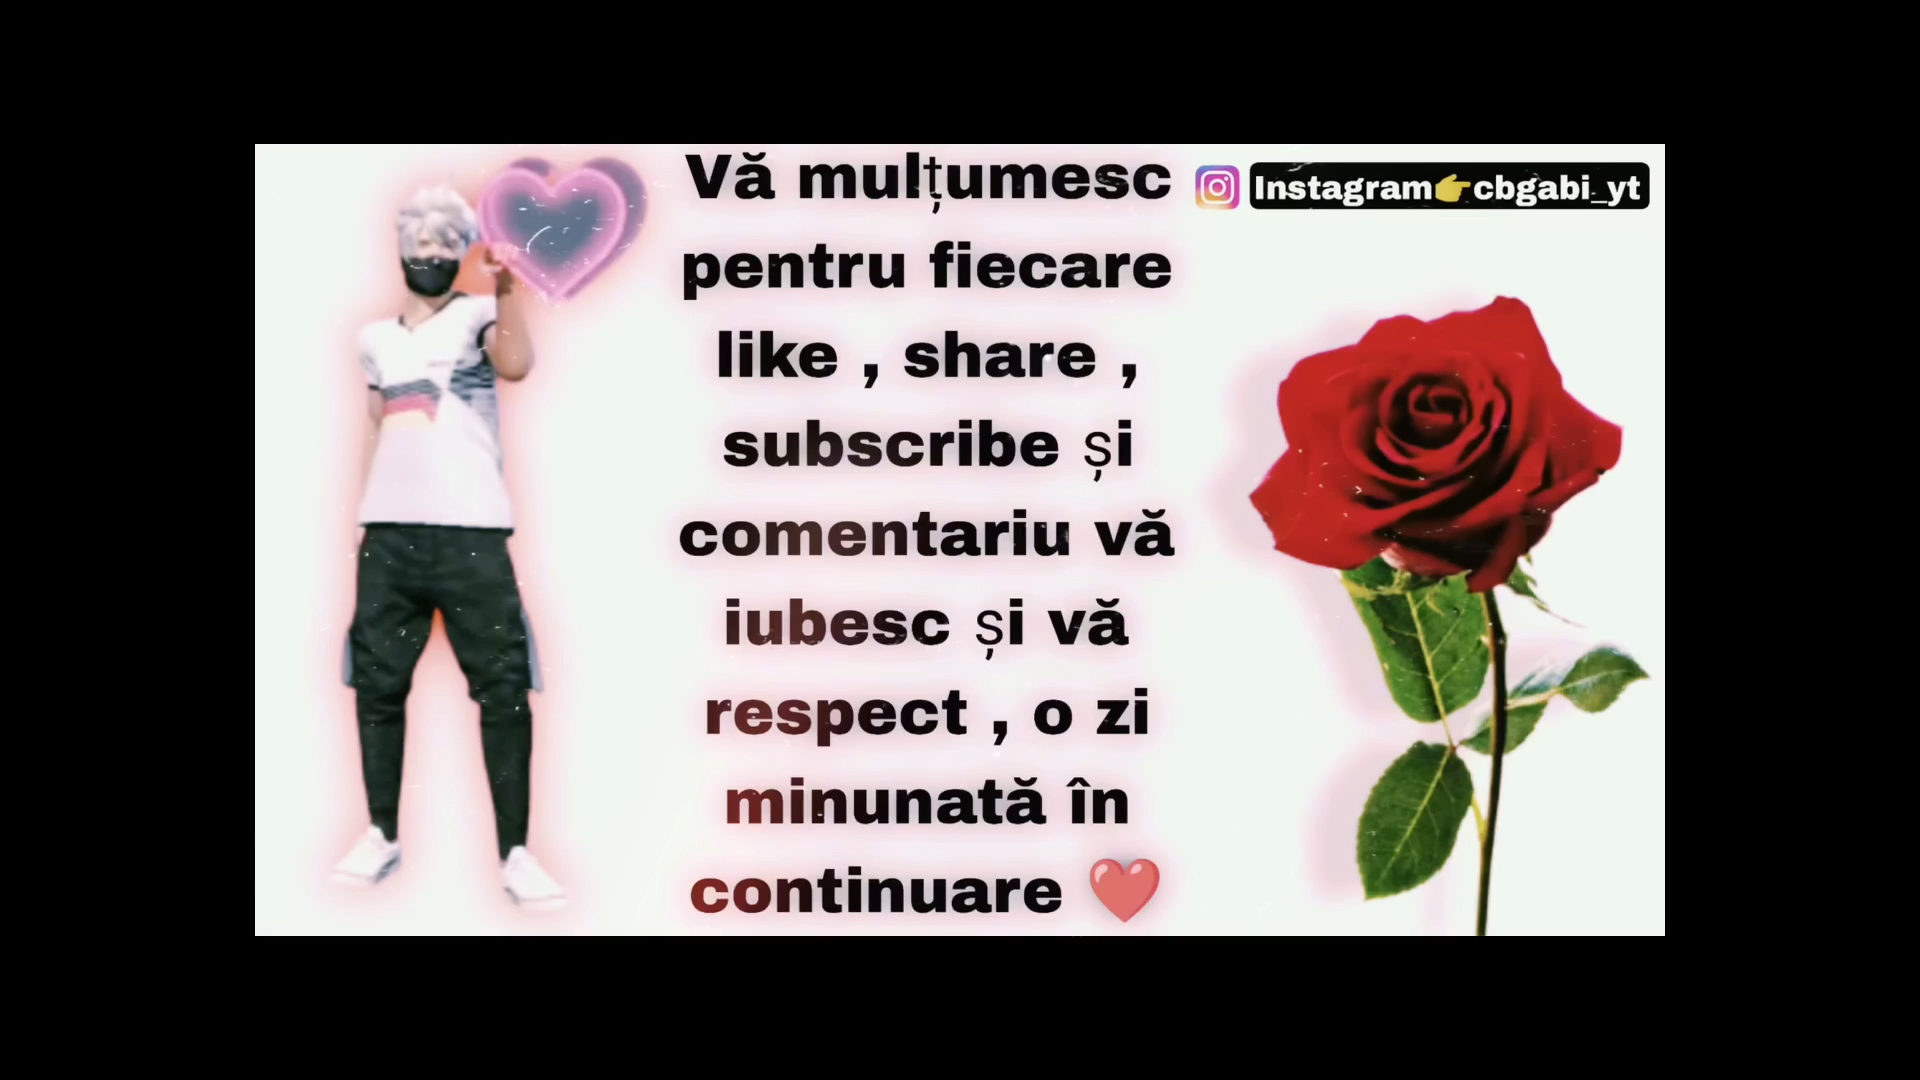 Vă mulțumesc
pentru fiecare
like , share ,
subscribe și
comentariu vă
iubesc și vă
respect , o zi
minunată în
continuare ❤️
Instagram👉cbgabi_yt